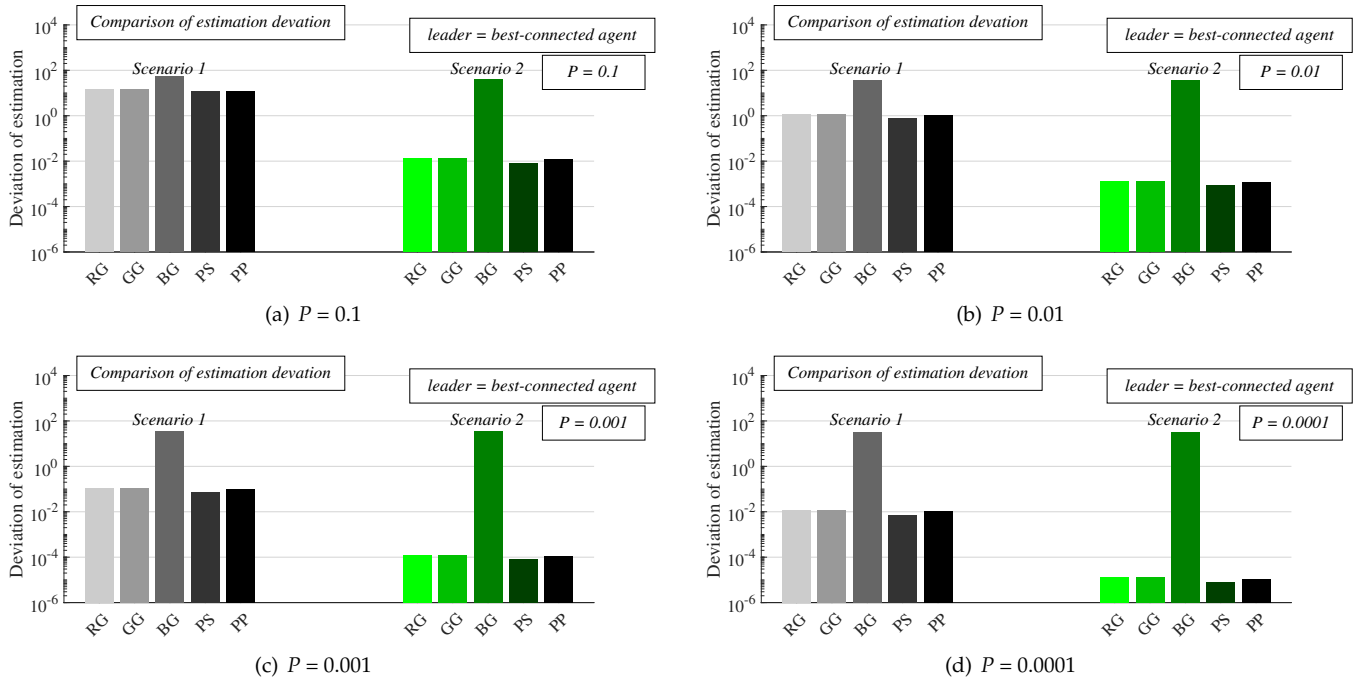 Comparison of estimation devation
leader = best-connected agent
Scenario 1
Scenario 2
P = 0.1
Deviation of estimation
10^4
10^2
10^0
10^-2
10^-4
10^-6
RG GG BG PS PP
RG GG BG PS PP
(a) P = 0.1
Comparison of estimation devation
leader = best-connected agent
Scenario 1
Scenario 2
P = 0.01
Deviation of estimation
10^4
10^2
10^0
10^-2
10^-4
10^-6
RG GG BG PS PP
RG GG BG PS PP
(b) P = 0.01
Comparison of estimation devation
leader = best-connected agent
Scenario 1
Scenario 2
P = 0.001
Deviation of estimation
10^4
10^2
10^0
10^-2
10^-4
10^-6
RG GG BG PS PP
RG GG BG PS PP
(c) P = 0.001
Comparison of estimation devation
leader = best-connected agent
Scenario 1
Scenario 2
P = 0.0001
Deviation of estimation
10^4
10^2
10^0
10^-2
10^-4
10^-6
RG GG BG PS PP
RG GG BG PS PP
(d) P = 0.0001